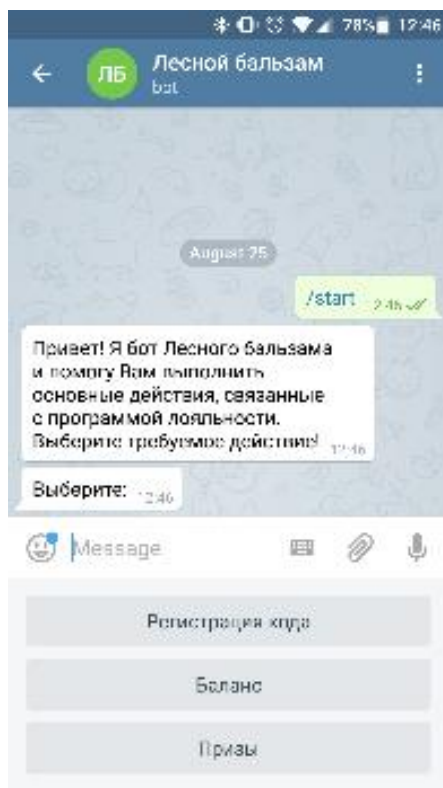 78% 12:46
ЛБ
Лесной бальзам
bot
August 25
/start
Привет! Я бот Лесного бальзама
и помогу Вам выполнить
основные действия, связанные
с программой лояльности.
Выберите требуемое действие! 12:46
Выберите: 12:46
Message
Регистрация кода
Баланс
Призы